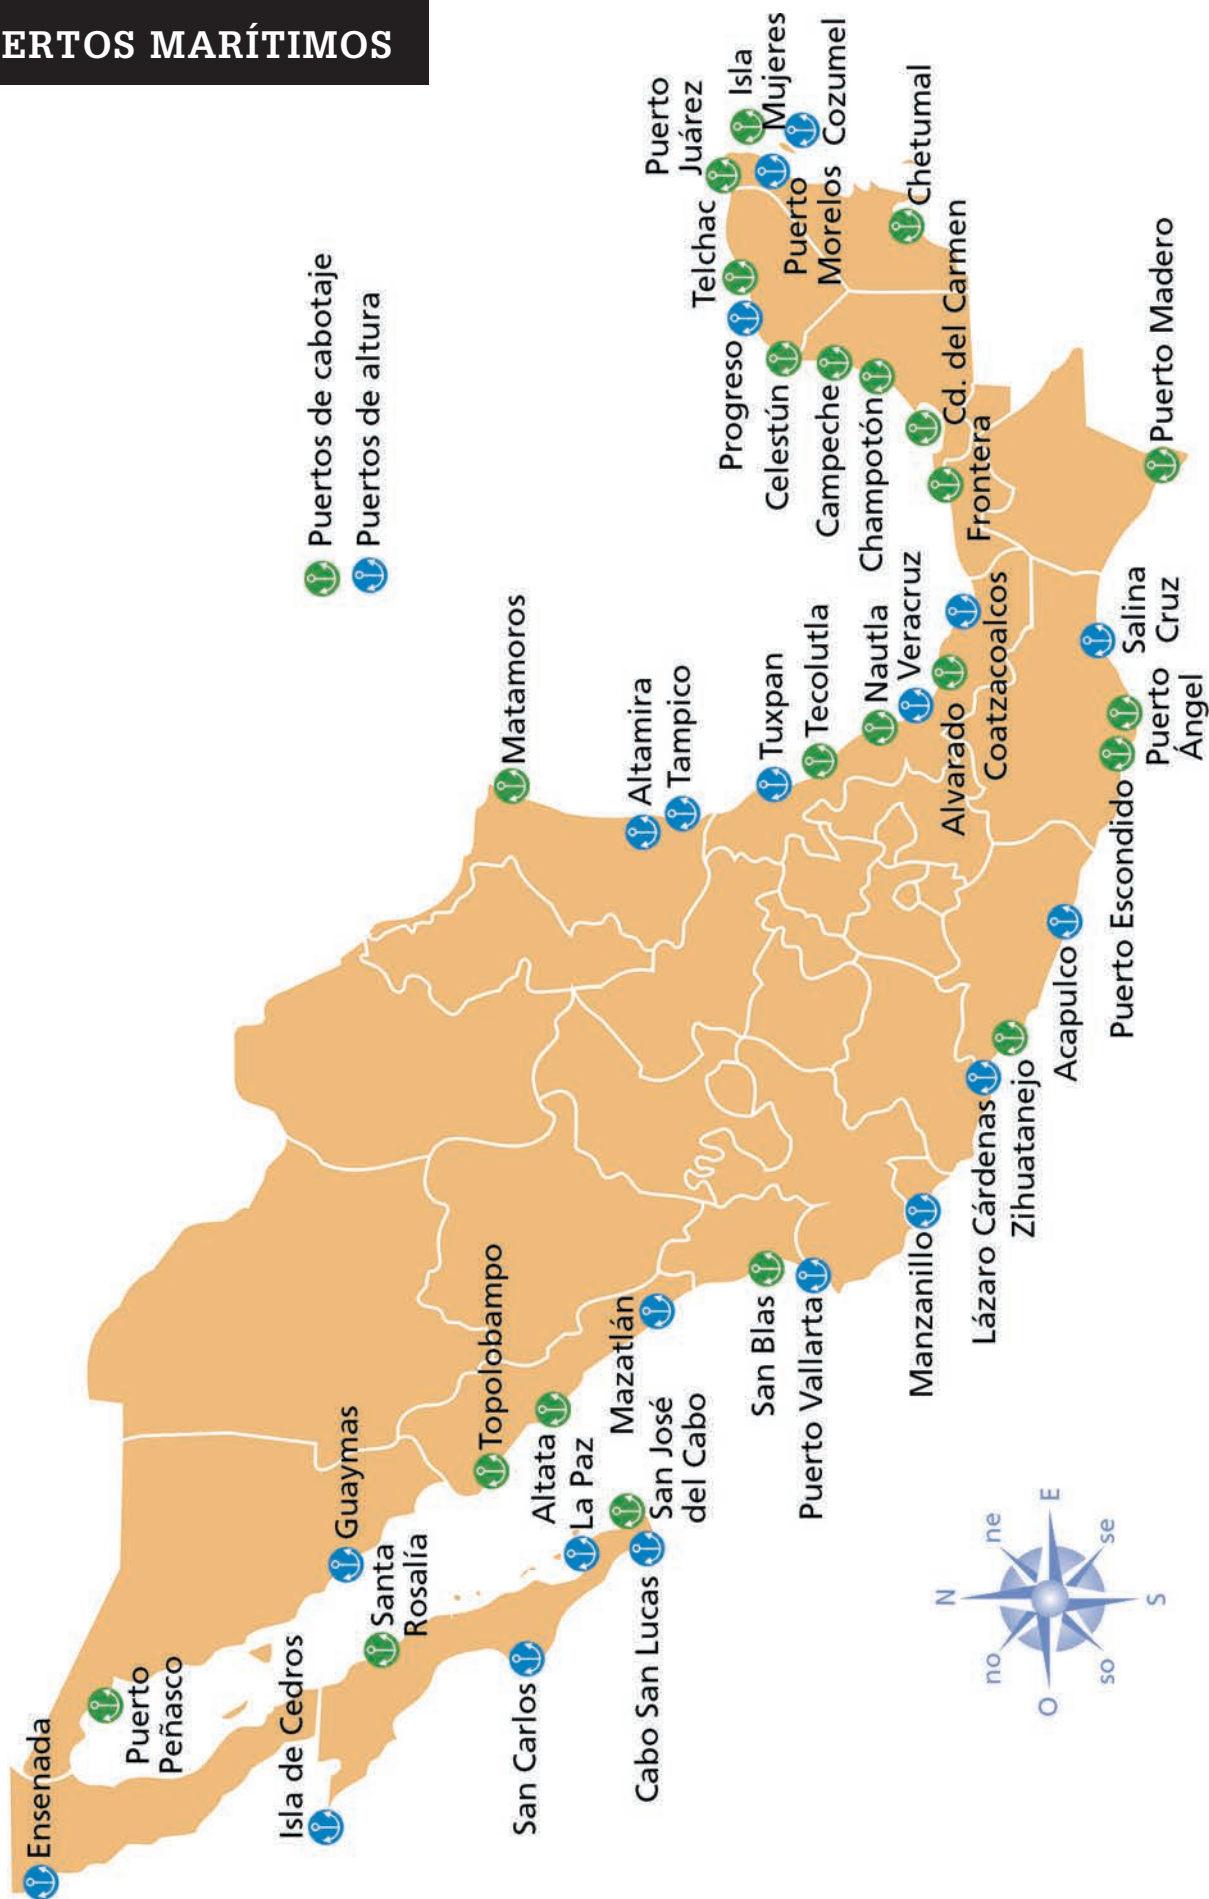 ERTOS MARÍTIMOS
Puertos de cabotaje
Puertos de altura
Ensenada
Puerto
Peñasco
Isla de Cedros
Guaymas
Santa
Rosalía
San Carlos
Topolobampo
Altata
La Paz
Cabo San Lucas
San José
del Cabo
Mazatlán
San Blas
Puerto Vallarta
Manzanillo
Lázaro Cárdenas
Zihuatanejo
Acapulco
Puerto Escondido
Puerto
Ángel
Salina
Cruz
Puerto Madero
Matamoros
Altamira
Tampico
Tuxpan
Tecolutla
Nautla
Veracruz
Alvarado
Coatzacoalcos
Frontera
Cd. del Carmen
Champotón
Campeche
Celestún
Progreso
Telchac
Puerto
Juárez
Isla
Mujeres
Puerto
Morelos
Cozumel
Chetumal
N
no
ne
O
E
so
se
S